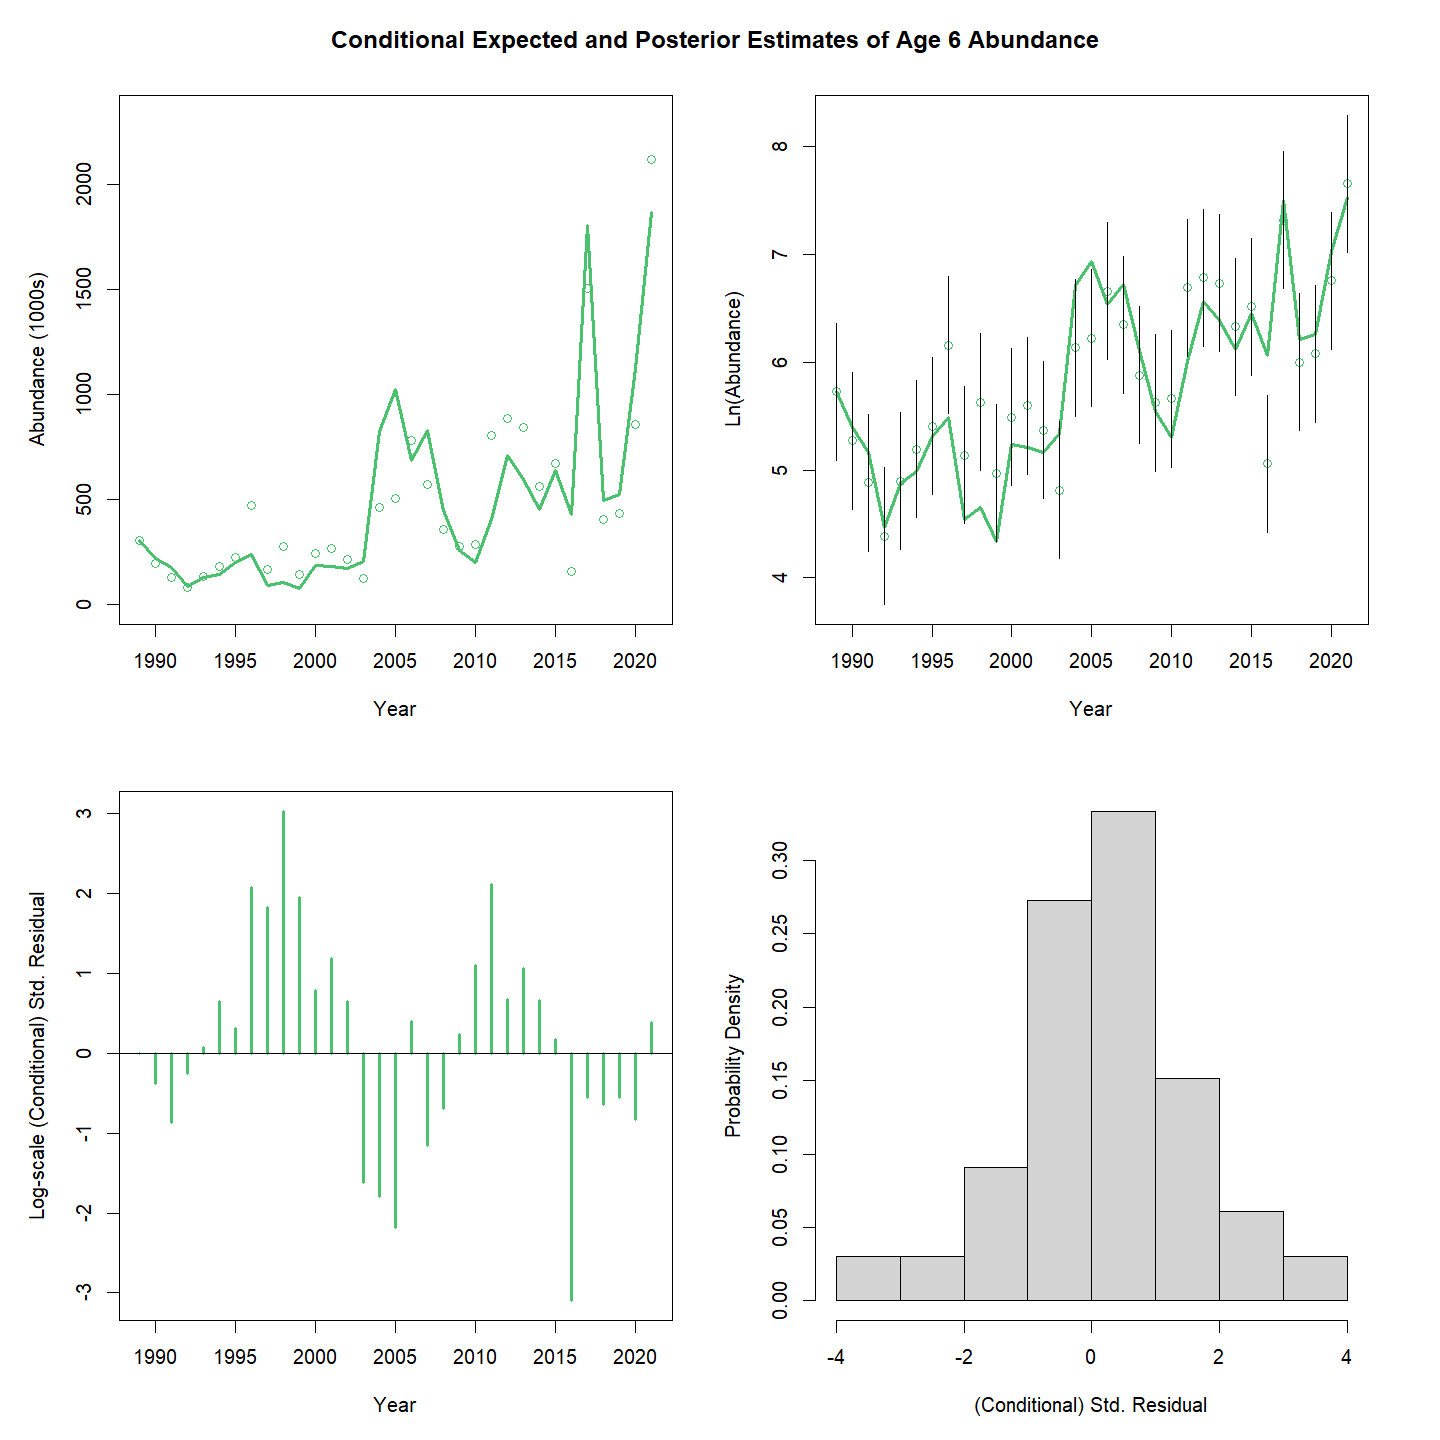 Conditional Expected and Posterior Estimates of Age 6 Abundance
Abundance (1000s)
0
500
1000
1500
2000
1990 1995 2000 2005 2010 2015 2020
Year
Ln(Abundance)
4
5
6
7
8
1990 1995 2000 2005 2010 2015 2020
Year
Log-scale (Conditional) Std. Residual
-3
-2
-1
0
1
2
3
1990 1995 2000 2005 2010 2015 2020
Year
Probability Density
0.00
0.05
0.10
0.15
0.20
0.25
0.30
-4 -2 0 2 4
(Conditional) Std. Residual